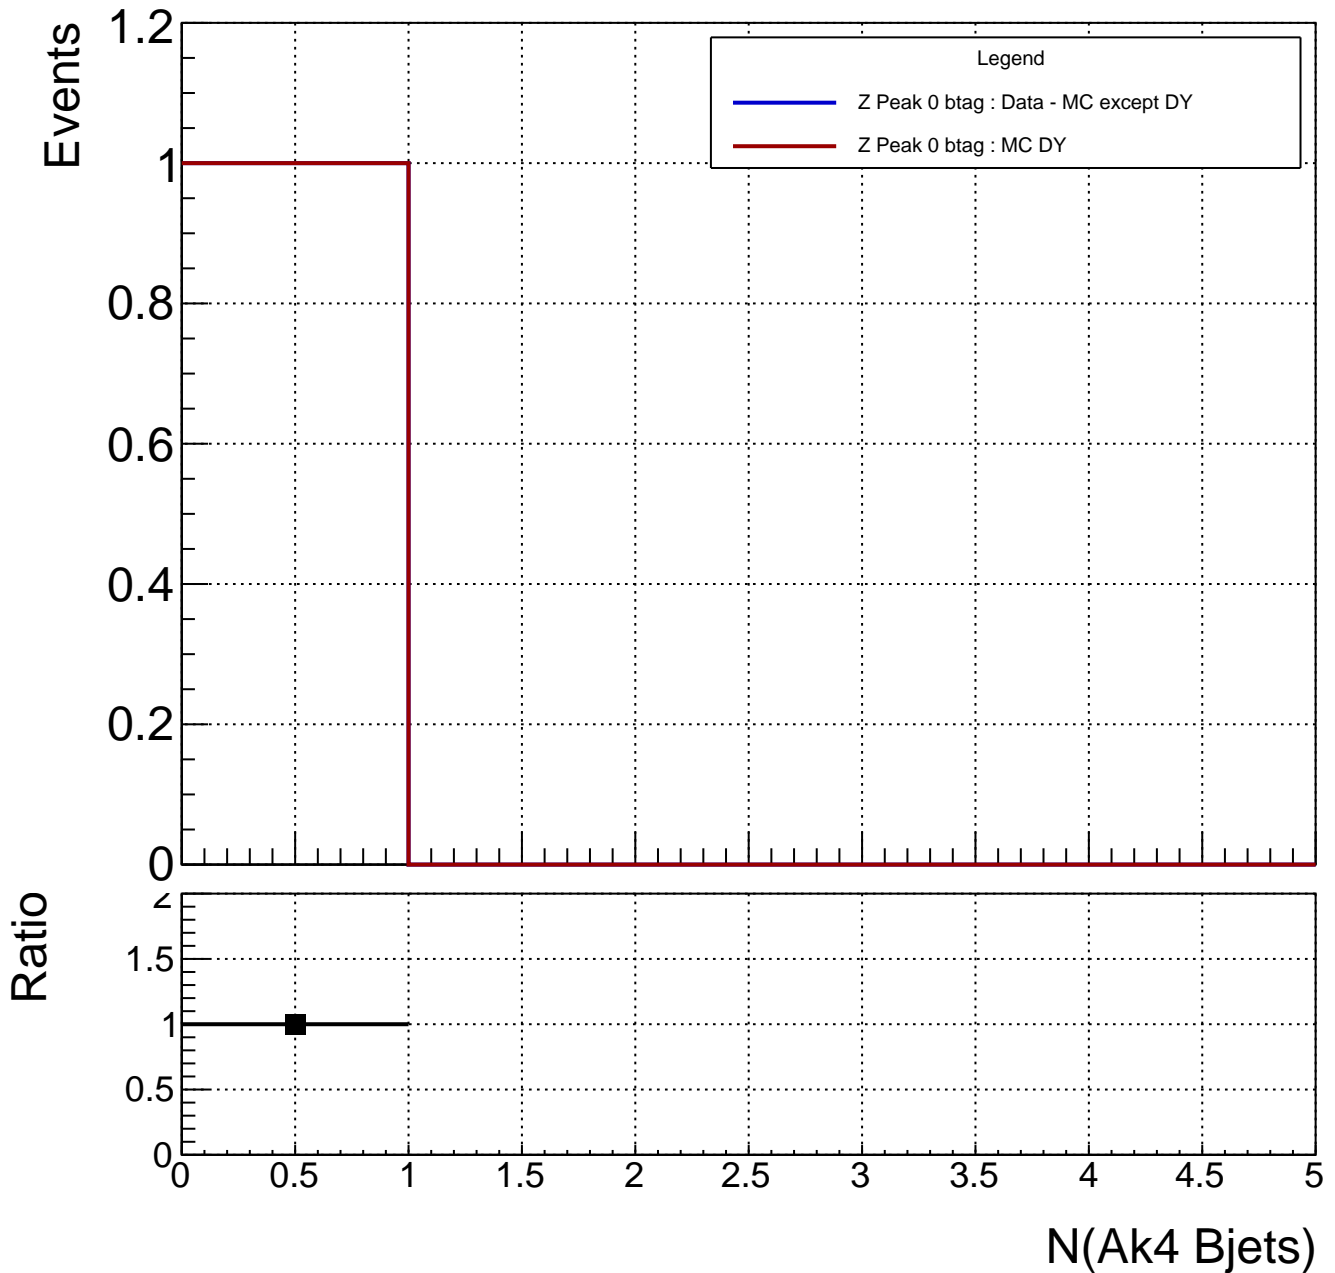 Events
1.2
1
0.8
0.6
0.4
0.2
0
Legend
Z Peak 0 btag : Data - MC except DY
Z Peak 0 btag : MC DY
Ratio
2
1.5
1
0.5
0
0 0.5 1 1.5 2 2.5 3 3.5 4 4.5 5
N(Ak4 Bjets)